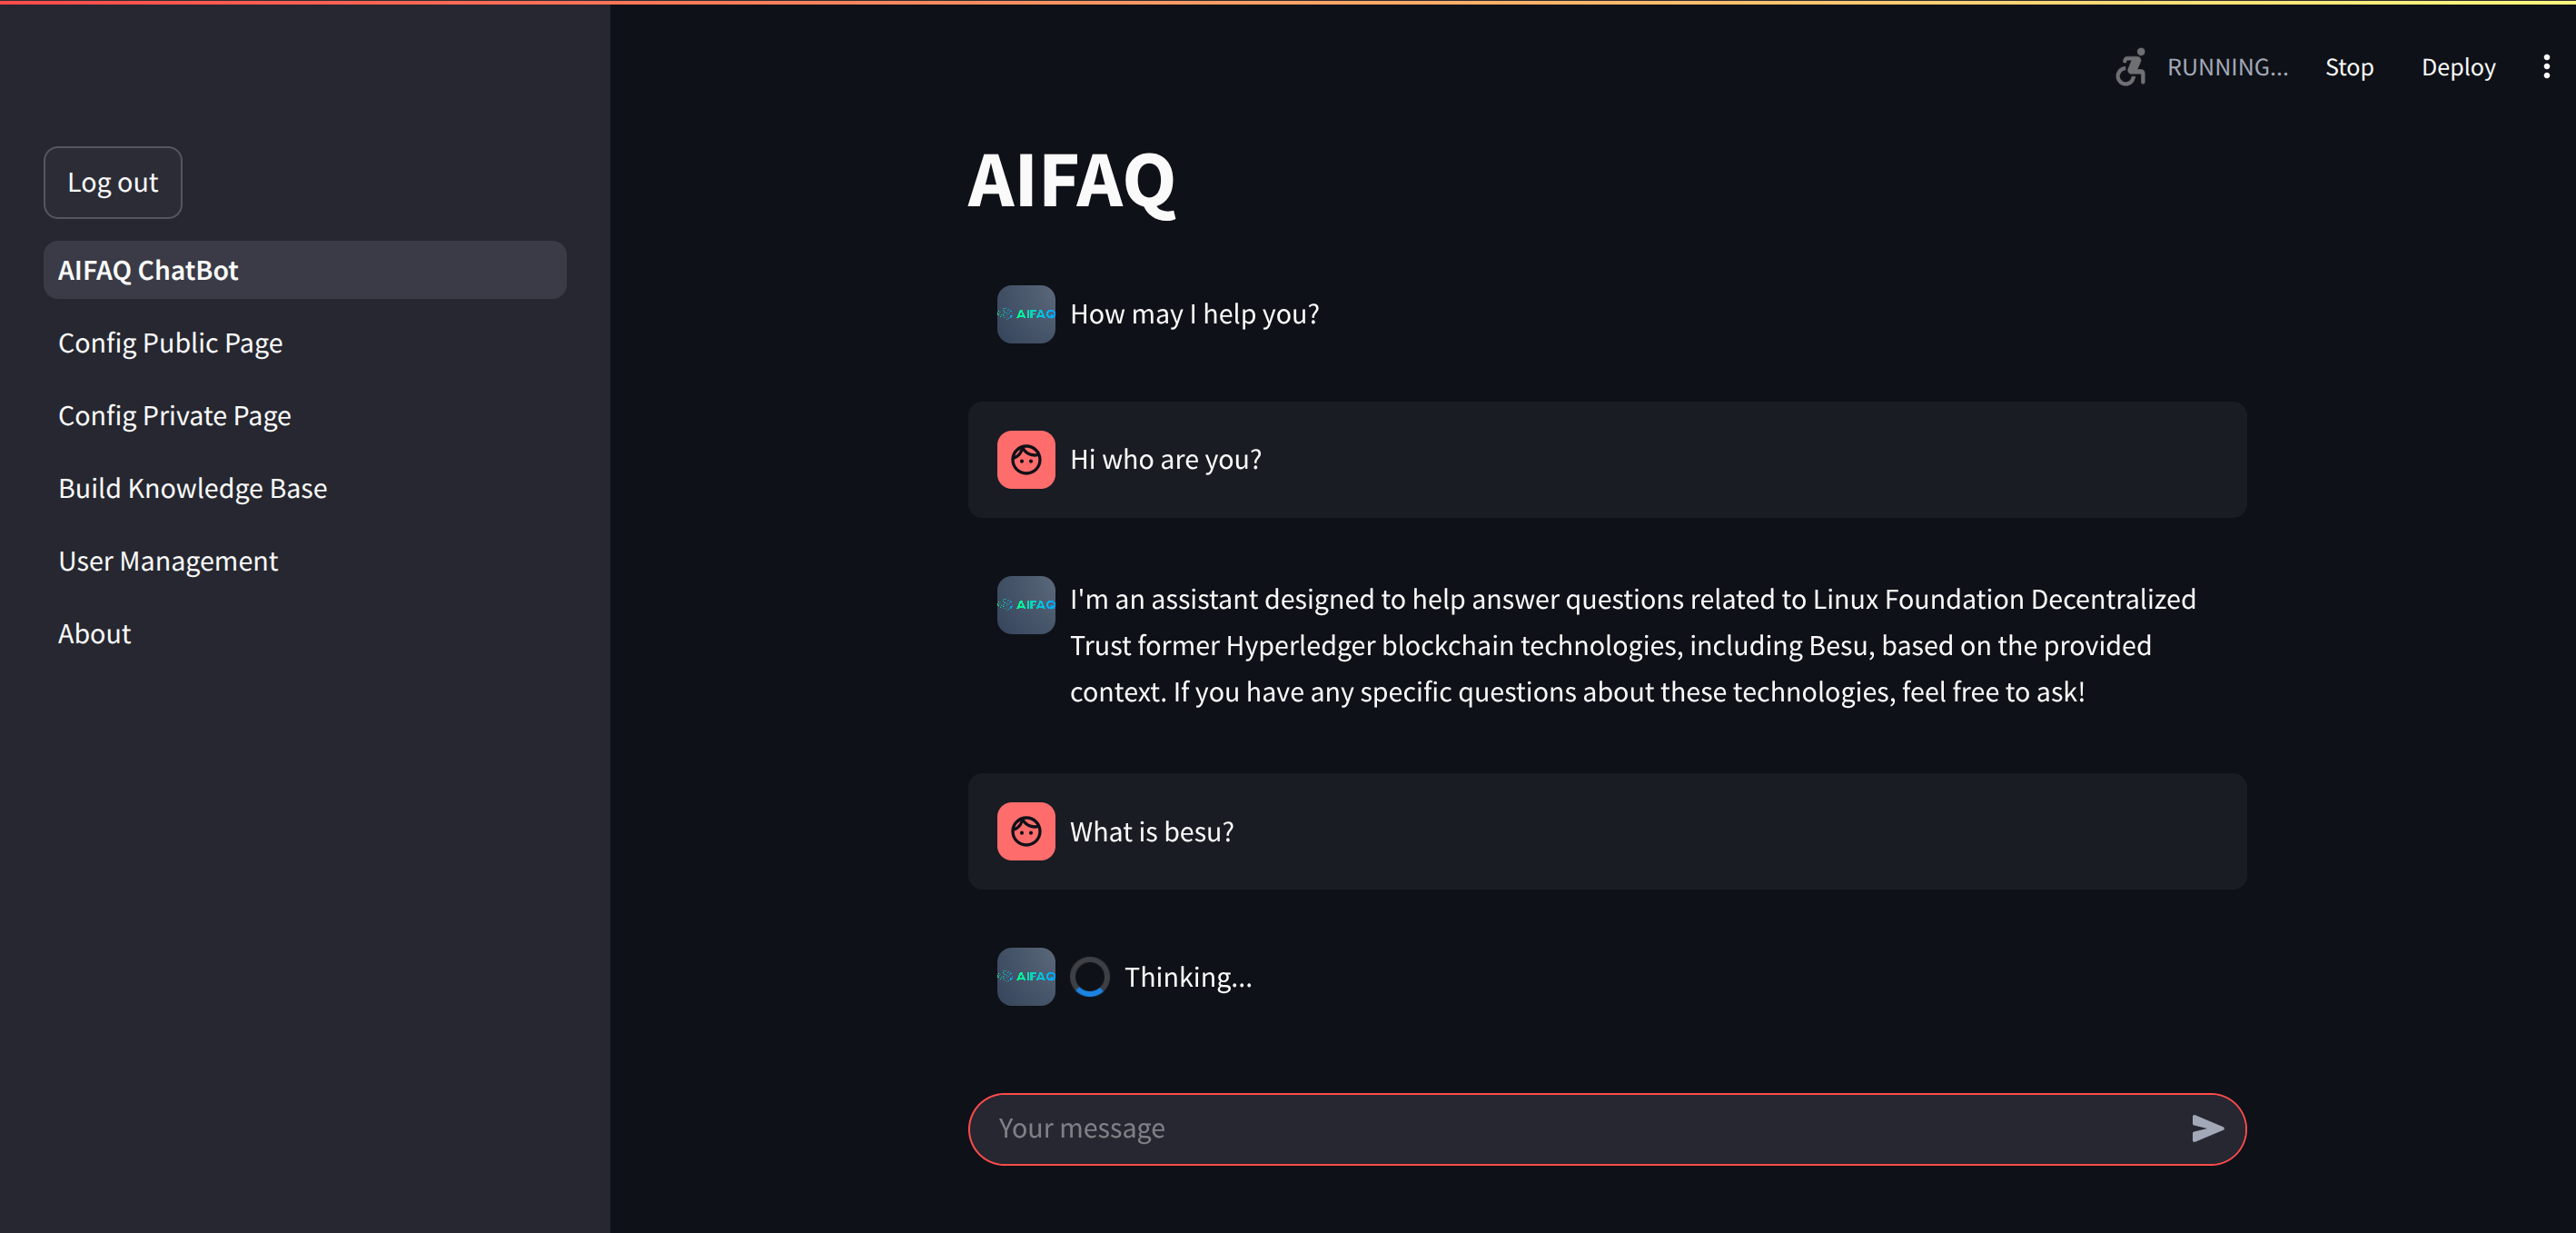 RUNNING...
Stop
Deploy
Log out
AIFAQ ChatBot
Config Public Page
Config Private Page
Build Knowledge Base
User Management
About
AIFAQ
AIFAQ
How may I help you?
Hi who are you?
AIFAQ
I'm an assistant designed to help answer questions related to Linux Foundation Decentralized
Trust former Hyperledger blockchain technologies, including Besu, based on the provided
context. If you have any specific questions about these technologies, feel free to ask!
What is besu?
AIFAQ
Thinking...
Your message